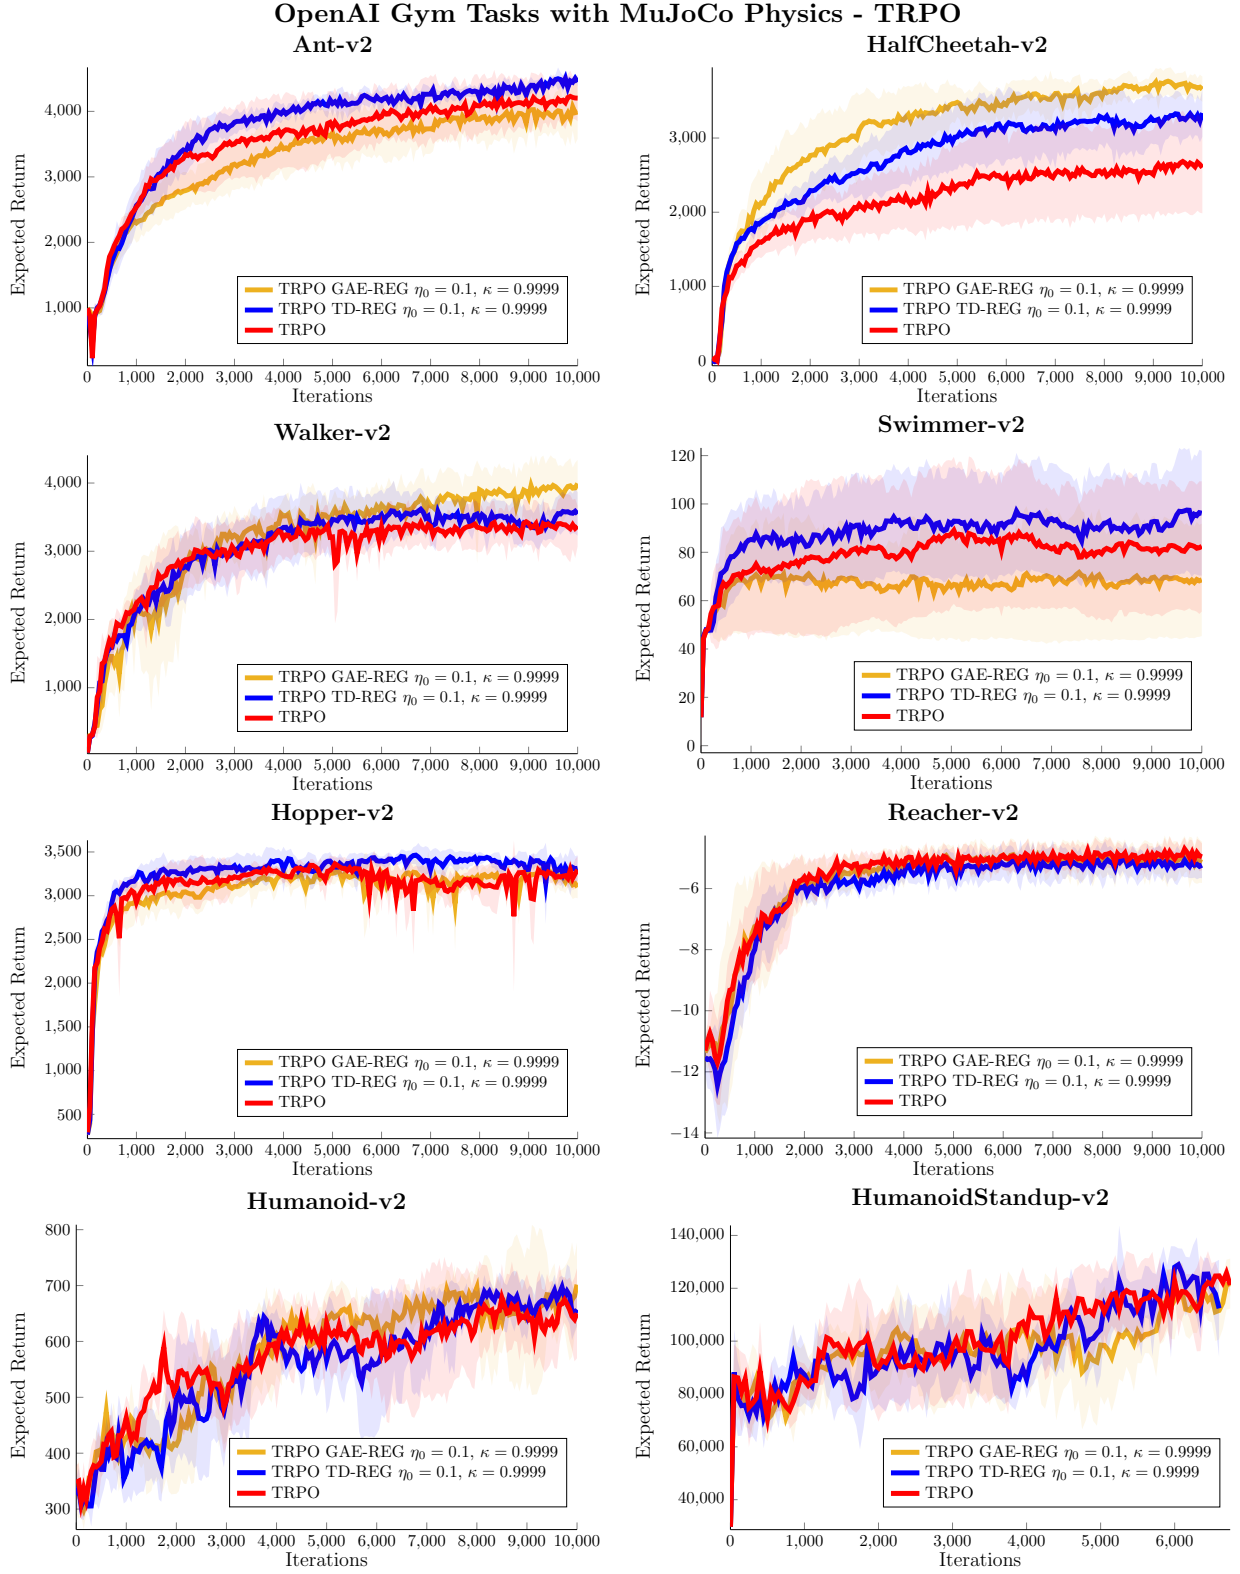 OpenAI Gym Tasks with MuJoCo Physics - TRPO
Ant-v2
Expected Return
4,000
3,000
2,000
1,000
TRPO GAE-REG η₀ = 0.1, κ = 0.9999
TRPO TD-REG η₀ = 0.1, κ = 0.9999
TRPO
0 1,000 2,000 3,000 4,000 5,000 6,000 7,000 8,000 9,000 10,000
Iterations
HalfCheetah-v2
Expected Return
3,000
2,000
1,000
0
TRPO GAE-REG η₀ = 0.1, κ = 0.9999
TRPO TD-REG η₀ = 0.1, κ = 0.9999
TRPO
0 1,000 2,000 3,000 4,000 5,000 6,000 7,000 8,000 9,000 10,000
Iterations
Walker-v2
Expected Return
4,000
3,000
2,000
1,000
TRPO GAE-REG η₀ = 0.1, κ = 0.9999
TRPO TD-REG η₀ = 0.1, κ = 0.9999
TRPO
0 1,000 2,000 3,000 4,000 5,000 6,000 7,000 8,000 9,000 10,000
Iterations
Swimmer-v2
Expected Return
120
100
80
60
40
20
0
TRPO GAE-REG η₀ = 0.1, κ = 0.9999
TRPO TD-REG η₀ = 0.1, κ = 0.9999
TRPO
0 1,000 2,000 3,000 4,000 5,000 6,000 7,000 8,000 9,000 10,000
Iterations
Hopper-v2
Expected Return
3,500
3,000
2,500
2,000
1,500
1,000
500
TRPO GAE-REG η₀ = 0.1, κ = 0.9999
TRPO TD-REG η₀ = 0.1, κ = 0.9999
TRPO
0 1,000 2,000 3,000 4,000 5,000 6,000 7,000 8,000 9,000 10,000
Iterations
Reacher-v2
Expected Return
−6
−8
−10
−12
−14
TRPO GAE-REG η₀ = 0.1, κ = 0.9999
TRPO TD-REG η₀ = 0.1, κ = 0.9999
TRPO
0 1,000 2,000 3,000 4,000 5,000 6,000 7,000 8,000 9,000 10,000
Iterations
Humanoid-v2
Expected Return
800
700
600
500
400
300
TRPO GAE-REG η₀ = 0.1, κ = 0.9999
TRPO TD-REG η₀ = 0.1, κ = 0.9999
TRPO
0 1,000 2,000 3,000 4,000 5,000 6,000 7,000 8,000 9,000 10,000
Iterations
HumanoidStandup-v2
Expected Return
140,000
120,000
100,000
80,000
60,000
40,000
TRPO GAE-REG η₀ = 0.1, κ = 0.9999
TRPO TD-REG η₀ = 0.1, κ = 0.9999
TRPO
0 1,000 2,000 3,000 4,000 5,000 6,000
Iterations